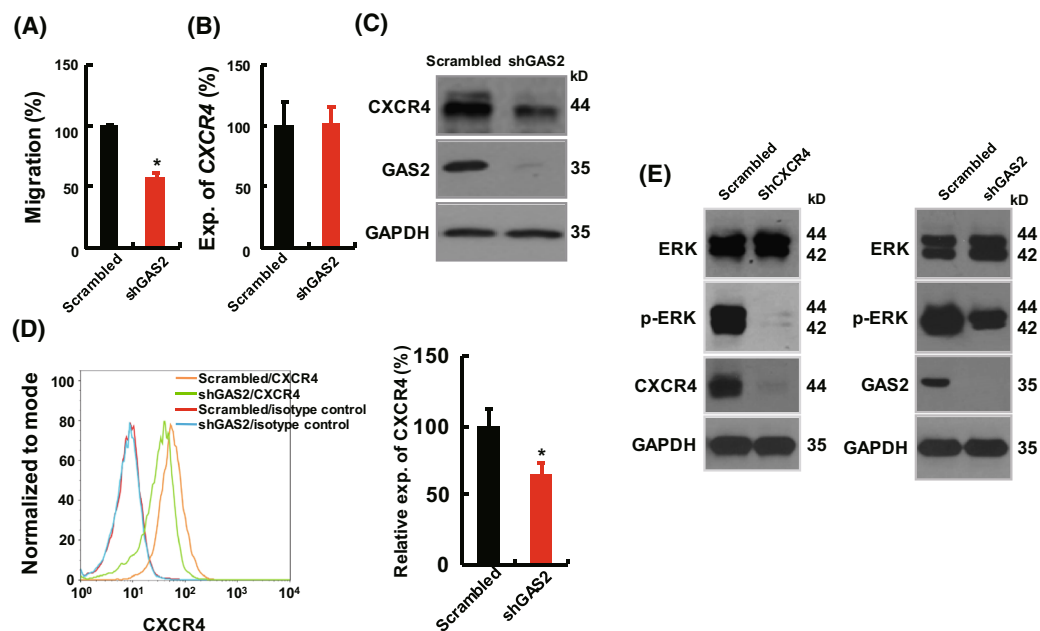 (A)
Migration (%)
150
100
50
0
Scrambled
shGAS2
(B)
Exp. of CXCR4 (%)
150
100
50
0
Scrambled
shGAS2
*
(C)
Scrambled shGAS2
kD
CXCR4 44
GAS2 35
GAPDH 35
(D)
Normalized to mode
100
80
60
40
20
0
10⁰ 10¹ 10² 10³ 10⁴
CXCR4
Scrambled/CXCR4
shGAS2/CXCR4
Scrambled/isotype control
shGAS2/isotype control
Relative exp. of CXCR4 (%)
150
100
50
0
*
Scrambled
shGAS2
(E)
Scrambled
ShCXCR4
kD
ERK 44
42
p-ERK 44
42
CXCR4 44
GAPDH 35
Scrambled
shGAS2
kD
ERK 44
42
p-ERK 44
42
GAS2 35
GAPDH 35